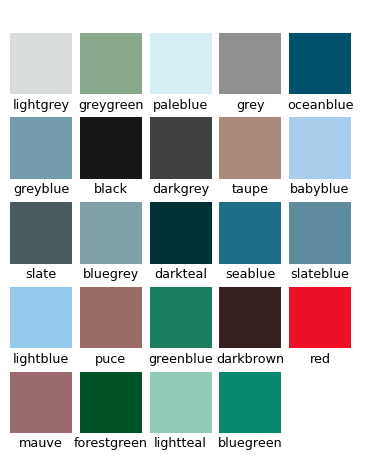 lightgrey greygreen paleblue grey oceanblue
greyblue black darkgrey taupe babyblue
slate bluegrey darkteal seablue slateblue
lightblue puce greenblue darkbrown red
mauve forestgreen lightteal bluegreen